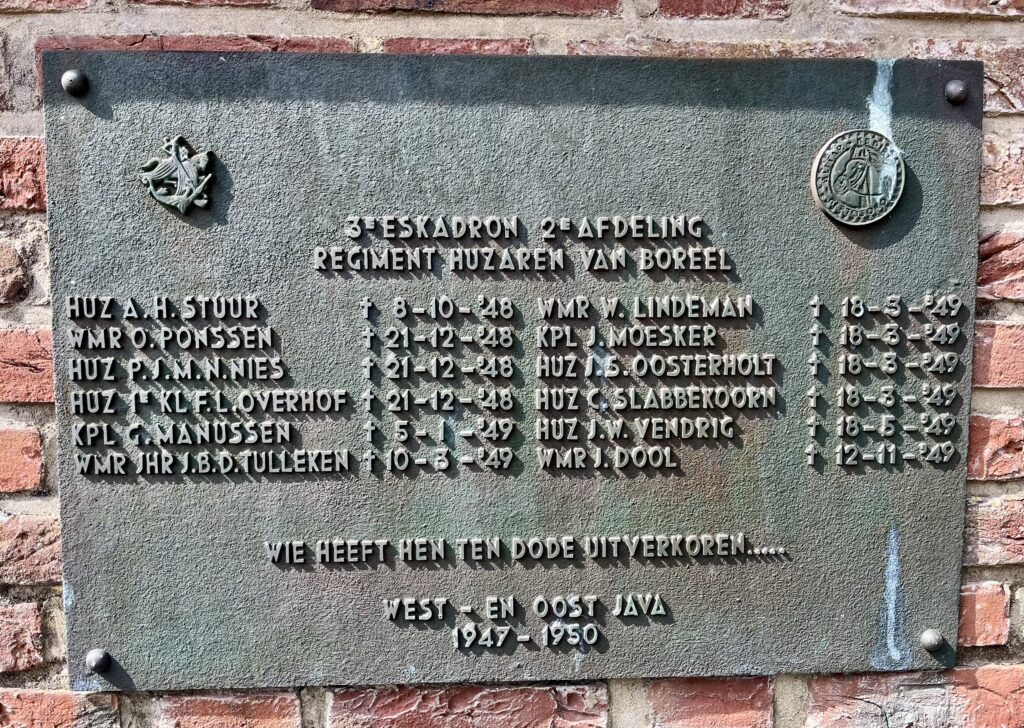 3E ESKADRON 2E AFDELING
REGIMENT HUZAREN VAN BOREEL
HUZ A.H. STUUR † 8-10-'48
WMR O. PONSSEN † 21-12-'48
HUZ P.J.M.N. NIES † 21-12-'48
HUZ 1E KL F.L. OVERHOF † 21-12-'48
KPL G. MANUSSEN † 5-1-'49
WMR JHR J.B.D. TULLEKEN † 10-3-'49
WMR W. LINDEMAN † 18-3-'49
KPL J. MOESKER † 18-3-'49
HUZ J.S. OOSTERHOLT † 18-3-'49
HUZ C. SLABBEKOORN † 18-3-'49
HUZ J.W. VENDRIG † 18-5-'49
WMR J. DOOL † 12-11-'49
WIE HEEFT HEN TEN DODE UITVERKOREN.....
WEST - EN OOST JAVA
1947 - 1950